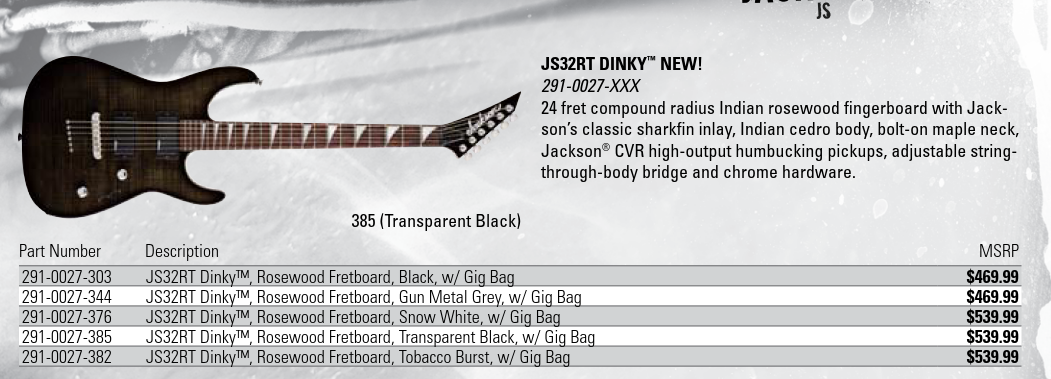 JS
JS32RT DINKY™ NEW!
291-0027-XXX
24 fret compound radius Indian rosewood fingerboard with Jack-
son's classic sharkfin inlay, Indian cedro body, bolt-on maple neck,
Jackson® CVR high-output humbucking pickups, adjustable string-
through-body bridge and chrome hardware.
385 (Transparent Black)
Part Number Description MSRP
291-0027-303 JS32RT Dinky™, Rosewood Fretboard, Black, w/ Gig Bag $469.99
291-0027-344 JS32RT Dinky™, Rosewood Fretboard, Gun Metal Grey, w/ Gig Bag $469.99
291-0027-376 JS32RT Dinky™, Rosewood Fretboard, Snow White, w/ Gig Bag $539.99
291-0027-385 JS32RT Dinky™, Rosewood Fretboard, Transparent Black, w/ Gig Bag $539.99
291-0027-382 JS32RT Dinky™, Rosewood Fretboard, Tobacco Burst, w/ Gig Bag $539.99